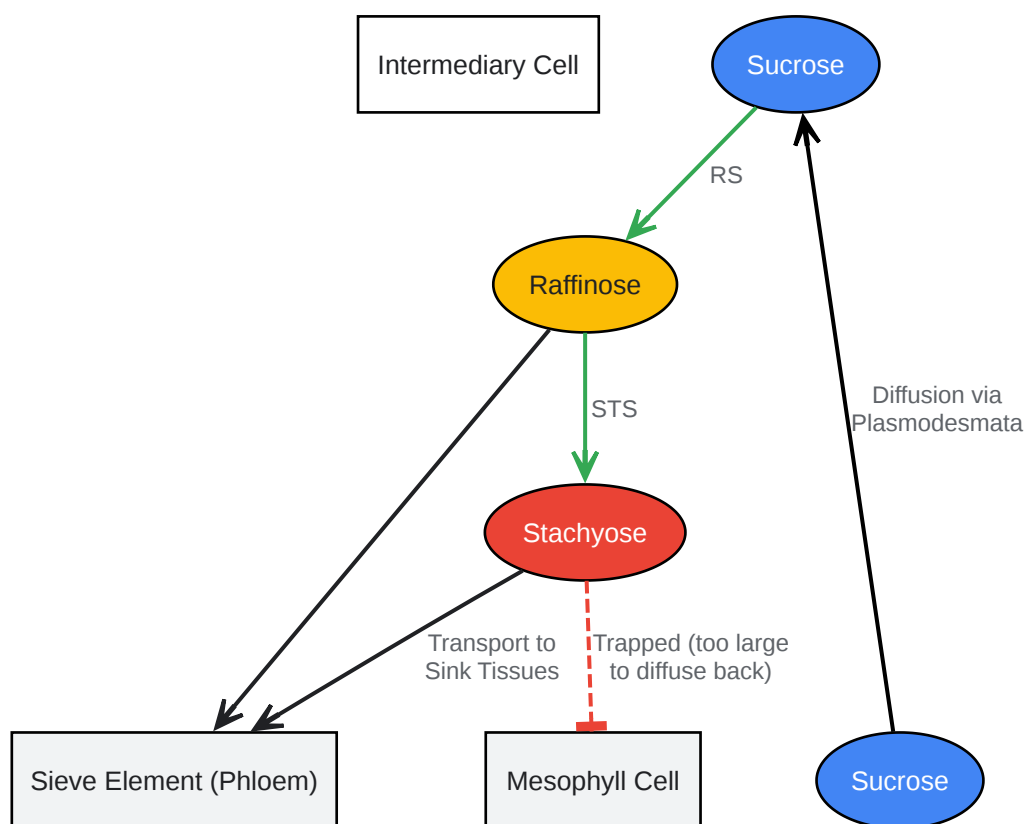 Intermediary Cell
Sucrose
RS
Raffinose
Diffusion via
Plasmodesmata
STS
Stachyose
Transport to
Sink Tissues
Trapped (too large
to diffuse back)
Sieve Element (Phloem)
Mesophyll Cell
Sucrose